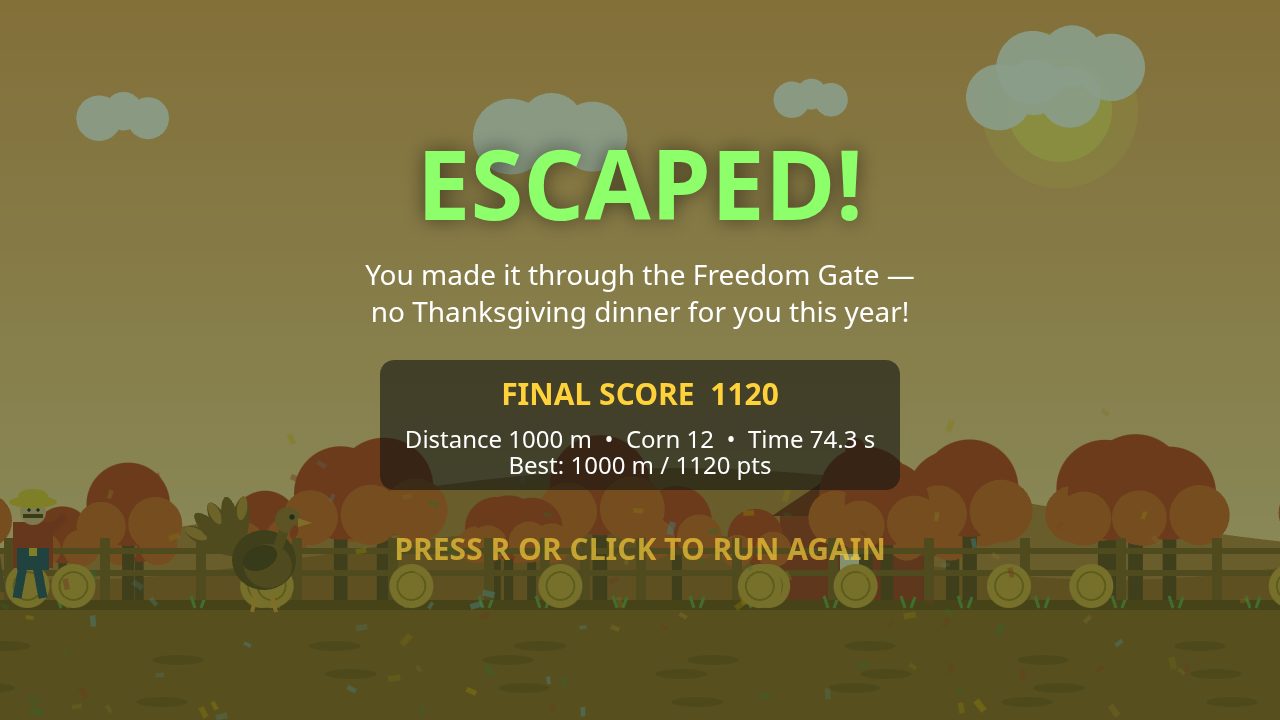 ESCAPED!
You made it through the Freedom Gate —
no Thanksgiving dinner for you this year!
FINAL SCORE 1120
Distance 1000 m • Corn 12 • Time 74.3 s
Best: 1000 m / 1120 pts
PRESS R OR CLICK TO RUN AGAIN